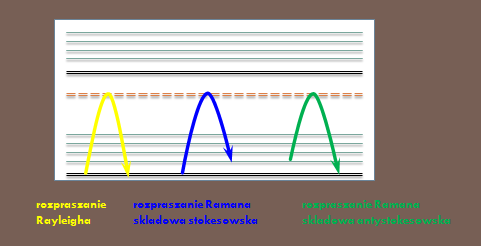 rozpraszanie
Rayleigha
rozpraszanie Ramana
składowa stokesowska
rozpraszanie Ramana
składowa antystokesowska